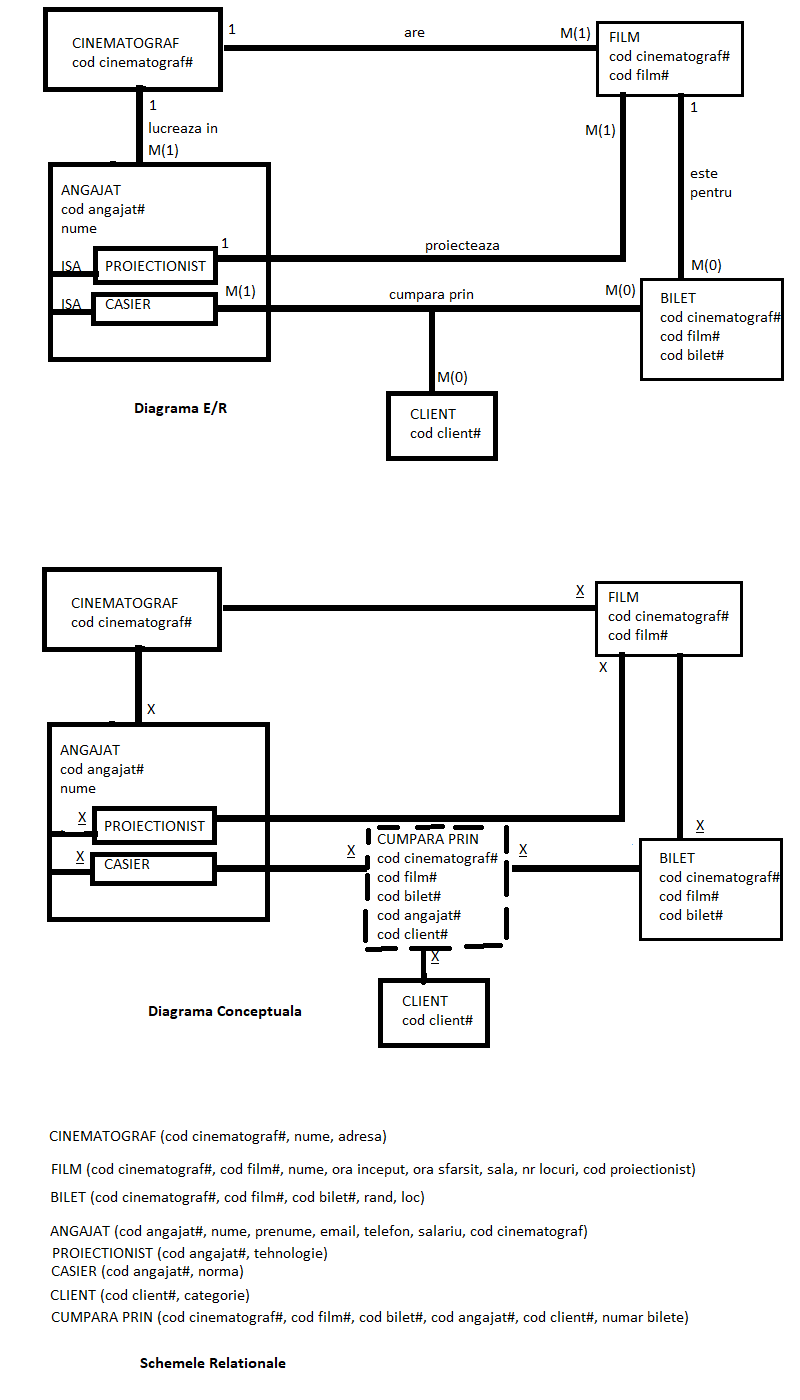 CINEMATOGRAF
cod cinematograf#
1
are
M(1)
FILM
cod cinematograf#
cod film#
1
lucreaza in
M(1)
M(1)
1
este
pentru
ANGAJAT
cod angajat#
nume
1
proiecteaza
ISA
PROIECTIONIST
M(0)
ISA
CASIER
M(1)
cumpara prin
M(0)
BILET
cod cinematograf#
cod film#
cod bilet#
M(0)
CLIENT
cod client#
Diagrama E/R
CINEMATOGRAF
cod cinematograf#
X
FILM
cod cinematograf#
cod film#
X
X
ANGAJAT
cod angajat#
nume
X
PROIECTIONIST
X
CASIER
X
CUMPARA PRIN
cod cinematograf#
cod film#
cod bilet#
cod angajat#
cod client#
X
X
BILET
cod cinematograf#
cod film#
cod bilet#
X
CLIENT
cod client#
Diagrama Conceptuala
CINEMATOGRAF (cod cinematograf#, nume, adresa)
FILM (cod cinematograf#, cod film#, nume, ora inceput, ora sfarsit, sala, nr locuri, cod proiectionist)
BILET (cod cinematograf#, cod film#, cod bilet#, rand, loc)
ANGAJAT (cod angajat#, nume, prenume, email, telefon, salariu, cod cinematograf)
PROIECTIONIST (cod angajat#, tehnologie)
CASIER (cod angajat#, norma)
CLIENT (cod client#, categorie)
CUMPARA PRIN (cod cinematograf#, cod film#, cod bilet#, cod angajat#, cod client#, numar bilete)
Schemele Relationale